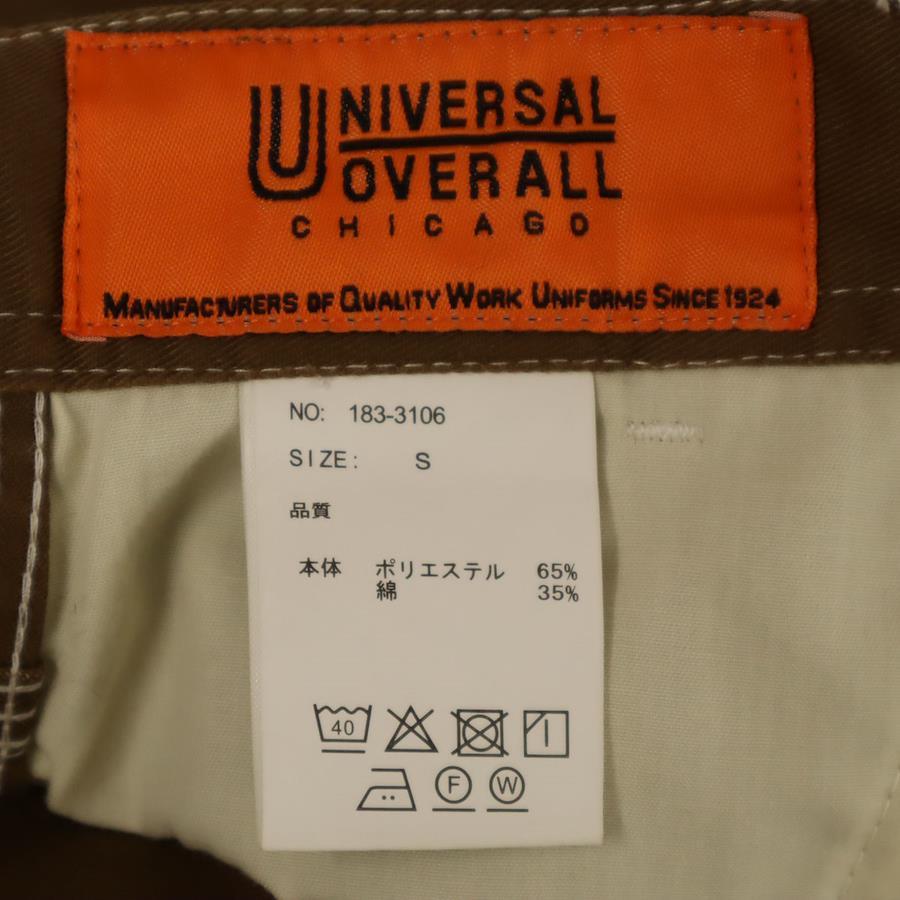 UNIVERSAL
OVERALL
CHICAGO
MANUFACTURERS OF QUALITY WORK UNIFORMS SINCE 1924
NO: 183-3106
SIZE: S
品質
本体 ポリエステル 65%
綿 35%
40
F W